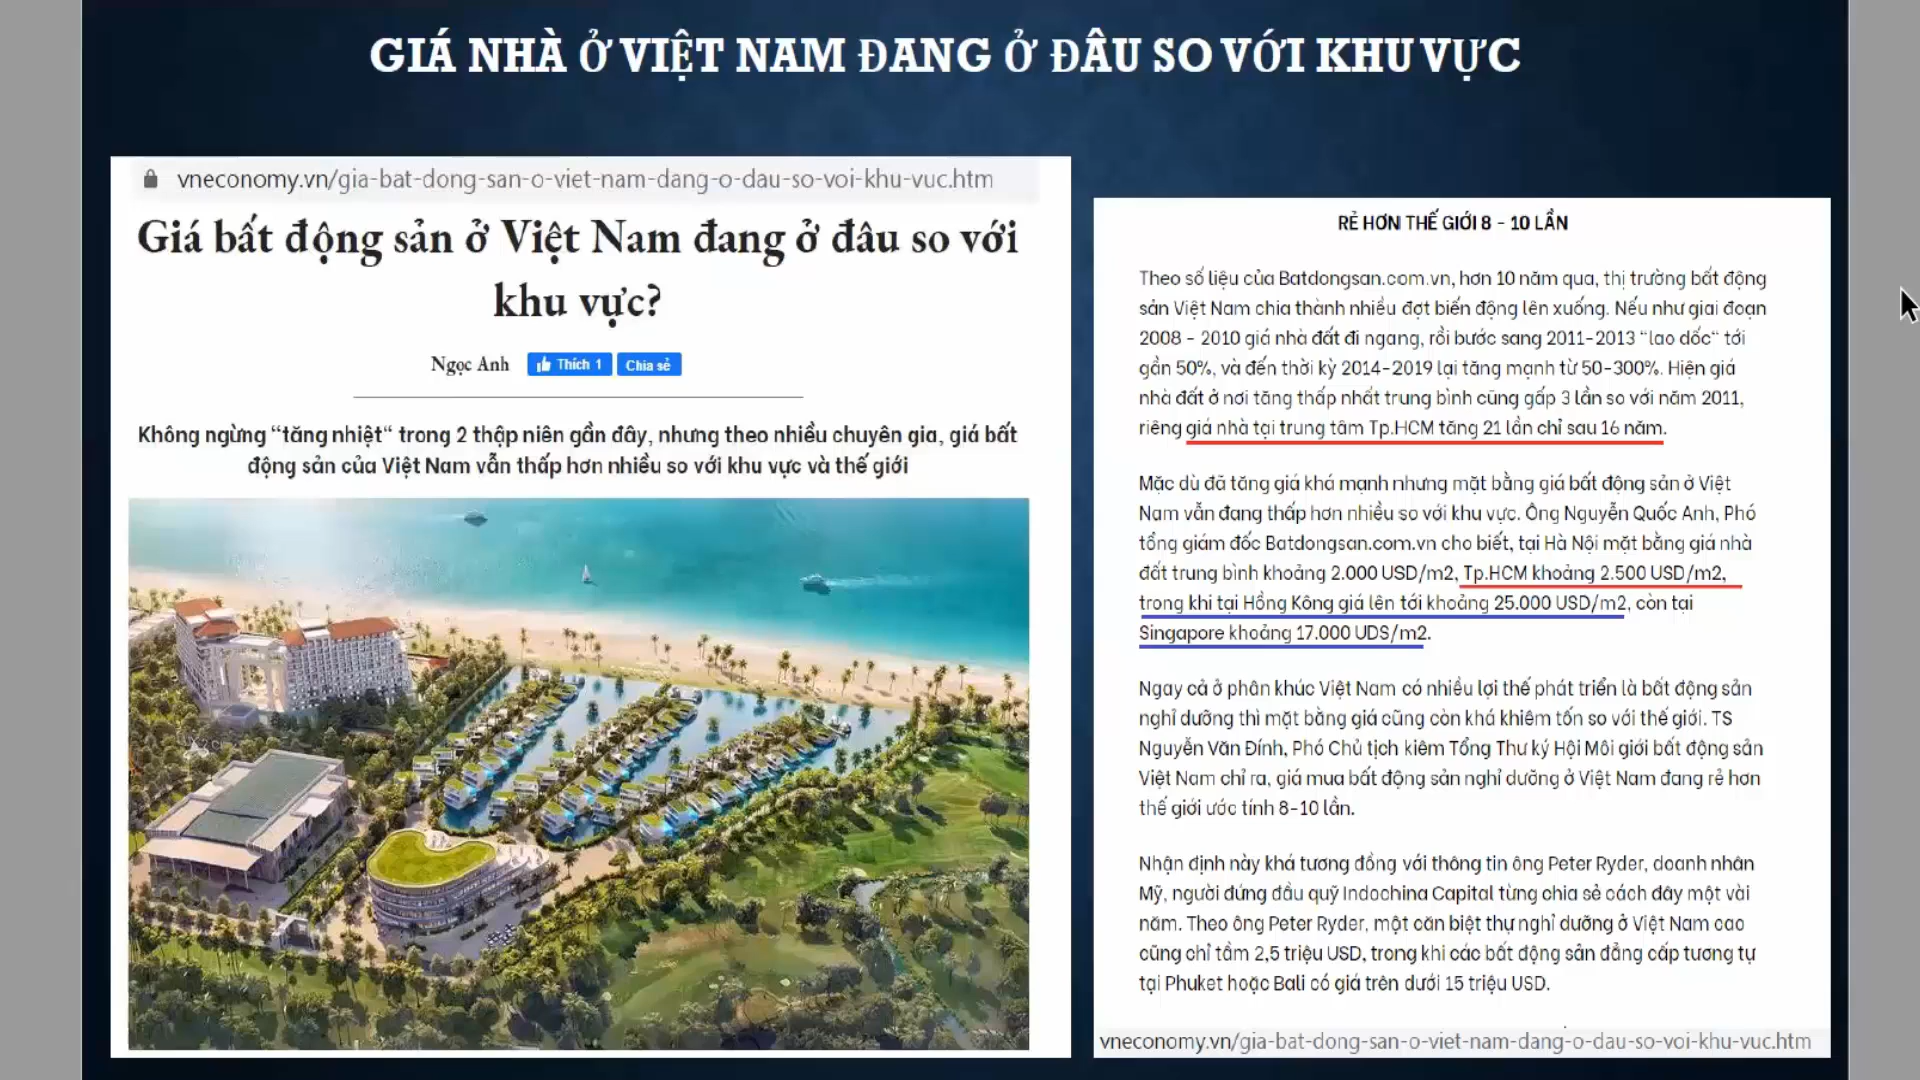 GIÁ NHÀ Ở VIỆT NAM ĐANG Ở ĐÂU SO VỚI KHU VỰC
vneconomy.vn/gia-bat-dong-san-o-viet-nam-dang-o-dau-so-voi-khu-vuc.htm
Giá bất động sản ở Việt Nam đang ở đâu so với
khu vực?
Ngọc Anh
Thích 1
Chia sẻ
Không ngừng “tăng nhiệt“ trong 2 thập niên gần đây, nhưng theo nhiều chuyên gia, giá bất
động sản của Việt Nam vẫn thấp hơn nhiều so với khu vực và thế giới
RẺ HƠN THẾ GIỚI 8 - 10 LẦN
Theo số liệu của Batdongsan.com.vn, hơn 10 năm qua, thị trường bất động
sản Việt Nam chia thành nhiều đợt biến động lên xuống. Nếu như giai đoạn
2008 - 2010 giá nhà đất đi ngang, rồi bước sang 2011-2013 “lao dốc“ tới
gần 50%, và đến thời kỳ 2014-2019 lại tăng mạnh từ 50-300%. Hiện giá
nhà đất ở nơi tăng thấp nhất trung bình cũng gấp 3 lần so với năm 2011,
riêng giá nhà tại trung tâm Tp.HCM tăng 21 lần chỉ sau 16 năm.
Mặc dù đã tăng giá khá mạnh nhưng mặt bằng giá bất động sản ở Việt
Nam vẫn đang thấp hơn nhiều so với khu vực. Ông Nguyễn Quốc Anh, Phó
tổng giám đốc Batdongsan.com.vn cho biết, tại Hà Nội mặt bằng giá nhà
đất trung bình khoảng 2.000 USD/m2, Tp.HCM khoảng 2.500 USD/m2,
trong khi tại Hồng Kông giá lên tới khoảng 25.000 USD/m2, còn tại
Singapore khoảng 17.000 UDS/m2.
Ngay cả ở phân khúc Việt Nam có nhiều lợi thế phát triển là bất động sản
nghỉ dưỡng thì mặt bằng giá cũng còn khá khiêm tốn so với thế giới. TS
Nguyễn Văn Đính, Phó Chủ tịch kiêm Tổng Thư ký Hội Môi giới bất động sản
Việt Nam chỉ ra, giá mua bất động sản nghỉ dưỡng ở Việt Nam đang rẻ hơn
thế giới ước tính 8-10 lần.
Nhận định này khá tương đồng với thông tin ông Peter Ryder, doanh nhân
Mỹ, người đứng đầu quỹ Indochina Capital từng chia sẻ cách đây một vài
năm. Theo ông Peter Ryder, một căn biệt thự nghỉ dưỡng ở Việt Nam cao
cũng chỉ tầm 2,5 triệu USD, trong khi các bất động sản đẳng cấp tương tự
tại Phuket hoặc Bali có giá trên dưới 15 triệu USD.
vneconomy.vn/gia-bat-dong-san-o-viet-nam-dang-o-dau-so-voi-khu-vuc.htm